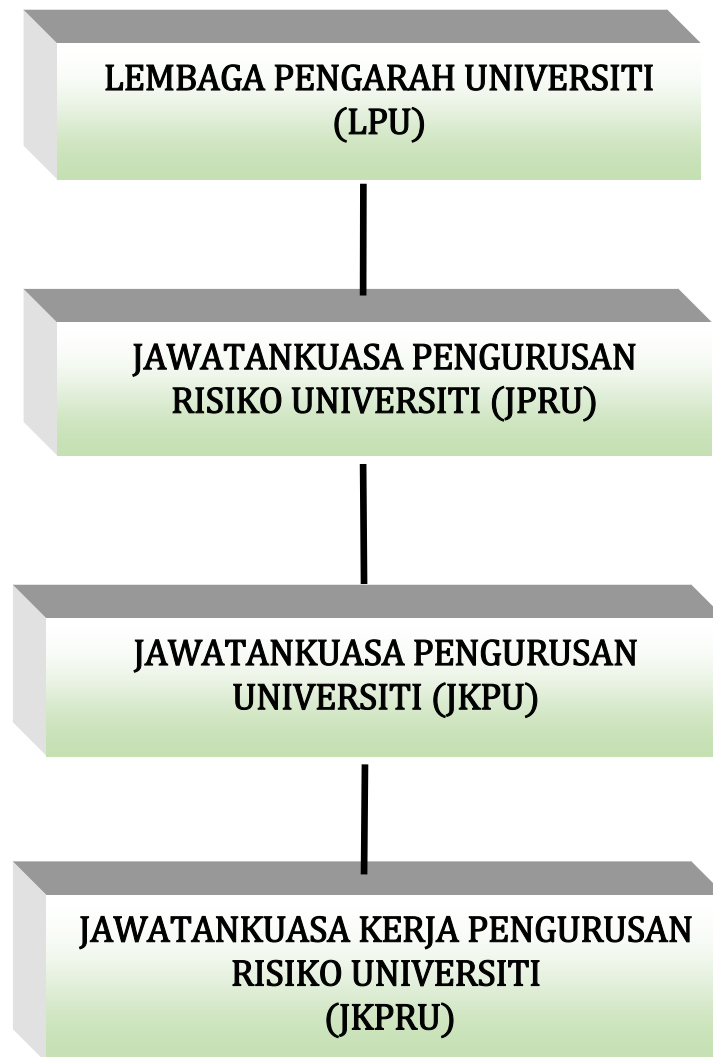 LEMBAGA PENGARAH UNIVERSITI
(LPU)
JAWATANKUASA PENGURUSAN
RISIKO UNIVERSITI (JPRU)
JAWATANKUASA PENGURUSAN
UNIVERSITI (JKPU)
JAWATANKUASA KERJA PENGURUSAN
RISIKO UNIVERSITI
(JKPRU)